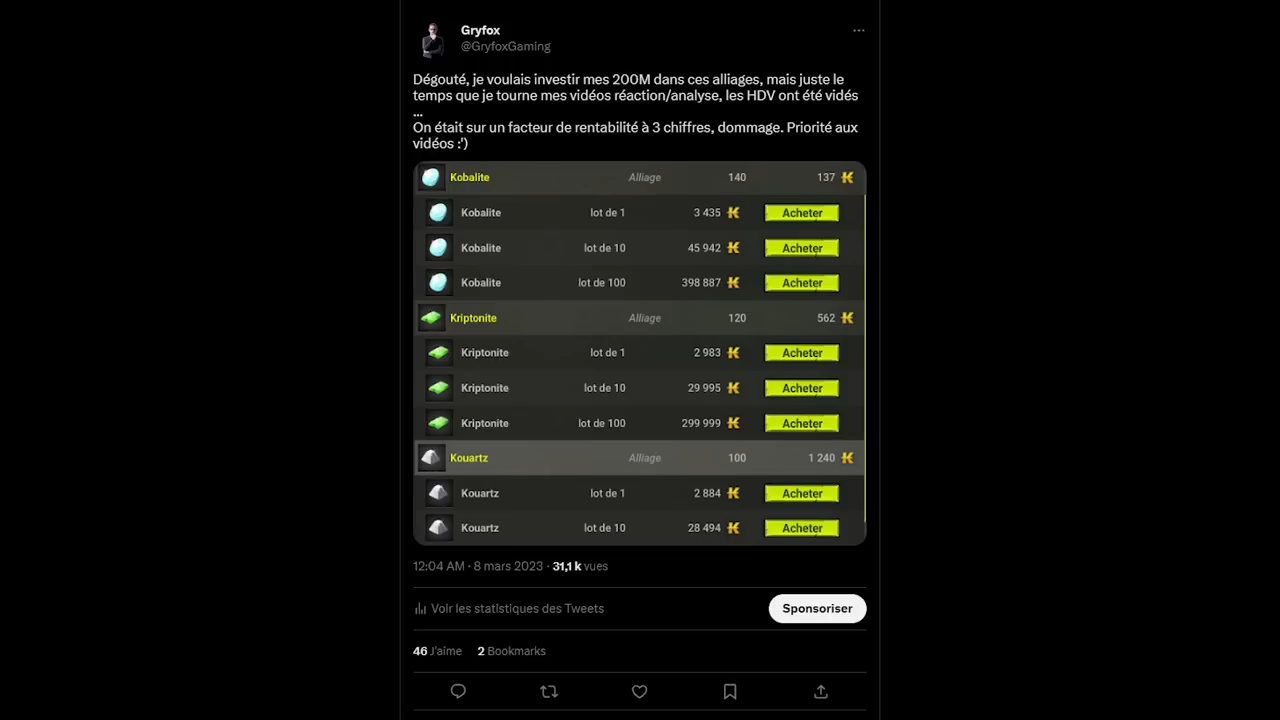 Gryfox
@GryfoxGaming
Dégouté, je voulais investir mes 200M dans ces alliages, mais juste le
temps que je tourne mes vidéos réaction/analyse, les HDV ont été vidés
...
On était sur un facteur de rentabilité à 3 chiffres, dommage. Priorité aux
vidéos :')
Kobalite Alliage 140 137
Kobalite lot de 1 3 435 Acheter
Kobalite lot de 10 45 942 Acheter
Kobalite lot de 100 398 887 Acheter
Kriptonite Alliage 120 562
Kriptonite lot de 1 2 983 Acheter
Kriptonite lot de 10 29 995 Acheter
Kriptonite lot de 100 299 999 Acheter
Kouartz Alliage 100 1 240
Kouartz lot de 1 2 884 Acheter
Kouartz lot de 10 28 494 Acheter
12:04 AM · 8 mars 2023 · 31,1 k vues
Voir les statistiques des Tweets Sponsoriser
46 J'aime 2 Bookmarks